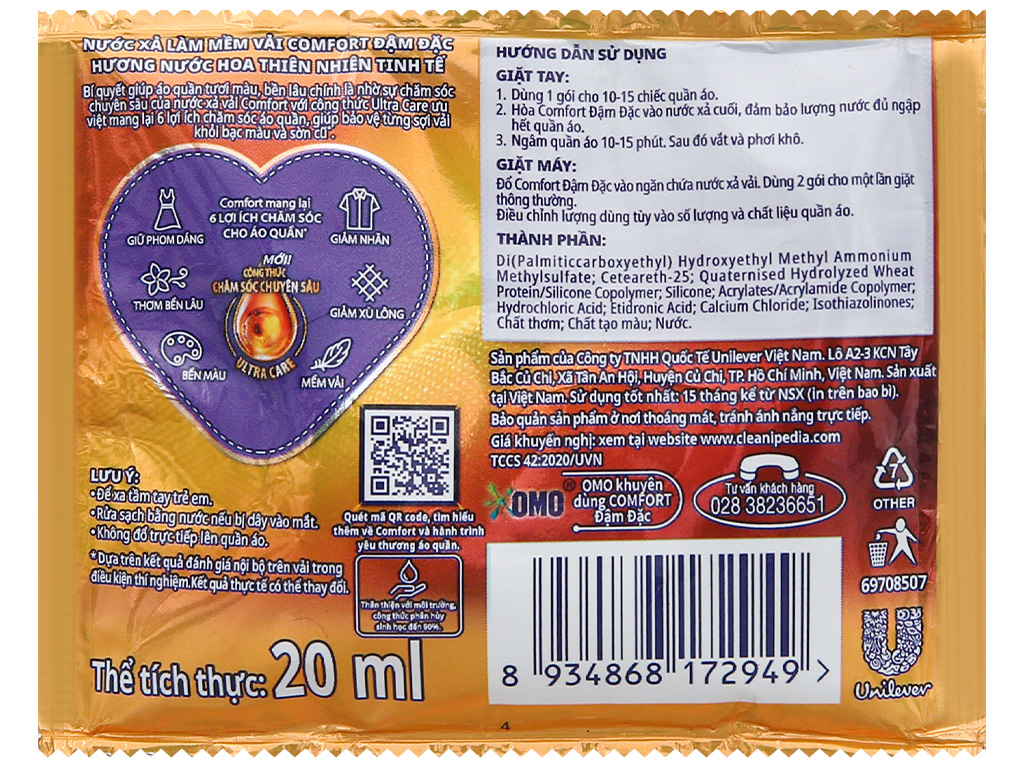 NƯỚC XẢ LÀM MỀM VẢI COMFORT ĐẬM ĐẶC
HƯƠNG NƯỚC HOA THIÊN NHIÊN TINH TẾ
Bí quyết giúp áo quần tươi màu, bền lâu chính là nhờ sự chăm sóc
chuyên sâu của nước xả vải Comfort với công thức Ultra Care ưu
việt mang lại 6 lợi ích chăm sóc áo quần, giúp bảo vệ từng sợi vải
khỏi bạc màu và sờn cũ*.
Comfort mang lại
6 LỢI ÍCH CHĂM SÓC
CHO ÁO QUẦN*
GIỮ PHOM DÁNG
GIẢM NHĂN
MỚI!
CÔNG THỨC
CHĂM SÓC CHUYÊN SÂU
THƠM BỀN LÂU
GIẢM XÙ LÔNG
ULTRA CARE
BỀN MÀU
MỀM VẢI
LƯU Ý:
•Để xa tầm tay trẻ em.
•Rửa sạch bằng nước nếu bị dây vào mắt.
•Không đổ trực tiếp lên quần áo.
*Dựa trên kết quả đánh giá nội bộ trên vải trong
điều kiện thí nghiệm. Kết quả thực tế có thể thay đổi.
Quét mã QR code, tìm hiểu
thêm về Comfort và hành trình
yêu thương áo quần.
Thân thiện với môi trường,
công thức phân hủy
sinh học đến 90%.
Thể tích thực: 20 ml
HƯỚNG DẪN SỬ DỤNG
GIẶT TAY:
1. Dùng 1 gói cho 10-15 chiếc quần áo.
2. Hòa Comfort Đậm Đặc vào nước xả cuối, đảm bảo lượng nước đủ ngập
hết quần áo.
3. Ngâm quần áo 10-15 phút. Sau đó vắt và phơi khô.
GIẶT MÁY:
Đổ Comfort Đậm Đặc vào ngăn chứa nước xả vải. Dùng 2 gói cho một lần giặt
thông thường.
Điều chỉnh lượng dùng tùy vào số lượng và chất liệu quần áo.
THÀNH PHẦN:
Di(Palmiticcarboxyethyl) Hydroxyethyl Methyl Ammonium
Methylsulfate; Ceteareth-25; Quaternised Hydrolyzed Wheat
Protein/Silicone Copolymer; Silicone; Acrylates/Acrylamide Copolymer;
Hydrochloric Acid; Etidronic Acid; Calcium Chloride; Isothiazolinones;
Chất thơm; Chất tạo màu; Nước.
Sản phẩm của Công ty TNHH Quốc Tế Unilever Việt Nam. Lô A2-3 KCN Tây
Bắc Củ Chi, Xã Tân An Hội, Huyện Củ Chi, TP. Hồ Chí Minh, Việt Nam. Sản xuất
tại Việt Nam. Sử dụng tốt nhất: 15 tháng kể từ NSX (in trên bao bì).
Bảo quản sản phẩm ở nơi thoáng mát, tránh ánh nắng trực tiếp.
Giá khuyến nghị: xem tại website www.cleanipedia.com
TCCS 42:2020/UVN
OMO®
OMO khuyên
dùng COMFORT
Đậm Đặc
Tư vấn khách hàng
028 38236651
7
OTHER
69708507
8 934868 172949 >
Unilever
4